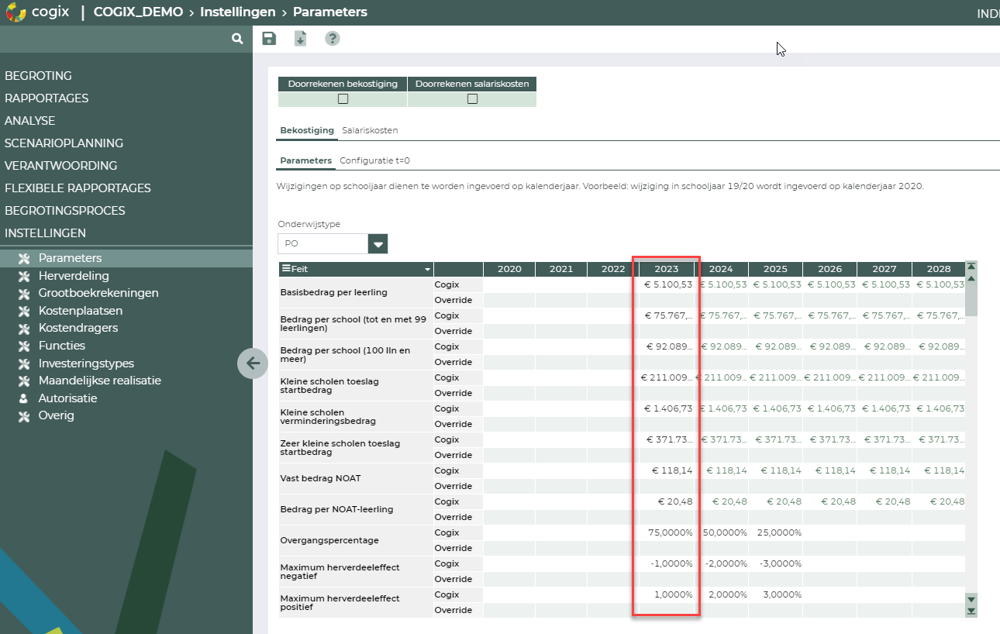 cogix | COGIX_DEMO › Instellingen › Parameters
INDI
BEGROTING
RAPPORTAGES
ANALYSE
SCENARIOPLANNING
VERANTWOORDING
FLEXIBELE RAPPORTAGES
BEGROTINGSPROCES
INSTELLINGEN
Parameters
Herverdeling
Grootboekrekeningen
Kostenplaatsen
Kostendragers
Functies
Investeringstypes
Maandelijkse realisatie
Autorisatie
Overig
Doorrekenen bekostiging Doorrekenen salariskosten
Bekostiging Salariskosten
Parameters Configuratie t=0
Wijzigingen op schooljaar dienen te worden ingevoerd op kalenderjaar. Voorbeeld: wijziging in schooljaar 19/20 wordt ingevoerd op kalenderjaar 2020.
Onderwijstype
PO
Feit 2020 2021 2022 2023 2024 2025 2026 2027 2028
Basisbedrag per leerling
Cogix € 5.100,53 € 5.100,53 € 5.100,53 € 5.100,53 € 5.100,53 € 5.100,53
Override
Bedrag per school (tot en met 99
leerlingen)
Cogix € 75.767,... € 75.767,... € 75.767,... € 75.767,... € 75.767,... € 75.767,...
Override
Bedrag per school (100 lln en
meer)
Cogix € 92.089... € 92.089... € 92.089... € 92.089... € 92.089... € 92.089...
Override
Kleine scholen toeslag
startbedrag
Cogix € 211.009... € 211.009... € 211.009... € 211.009... € 211.009... € 211.009...
Override
Kleine scholen
verminderingsbedrag
Cogix € 1.406,73 € 1.406,73 € 1.406,73 € 1.406,73 € 1.406,73 € 1.406,73
Override
Zeer kleine scholen toeslag
startbedrag
Cogix € 371.73... € 371.73... € 371.73... € 371.73... € 371.73... € 371.73...
Override
Vast bedrag NOAT
Cogix € 118,14 € 118,14 € 118,14 € 118,14 € 118,14 € 118,14
Override
Bedrag per NOAT-leerling
Cogix € 20,48 € 20,48 € 20,48 € 20,48 € 20,48 € 20,48
Override
Overgangspercentage
Cogix 75,0000% 50,0000% 25,0000%
Override
Maximum herverdeeleffect
negatief
Cogix -1,0000% -2,0000% -3,0000%
Override
Maximum herverdeeleffect
positief
Cogix 1,0000% 2,0000% 3,0000%
Override